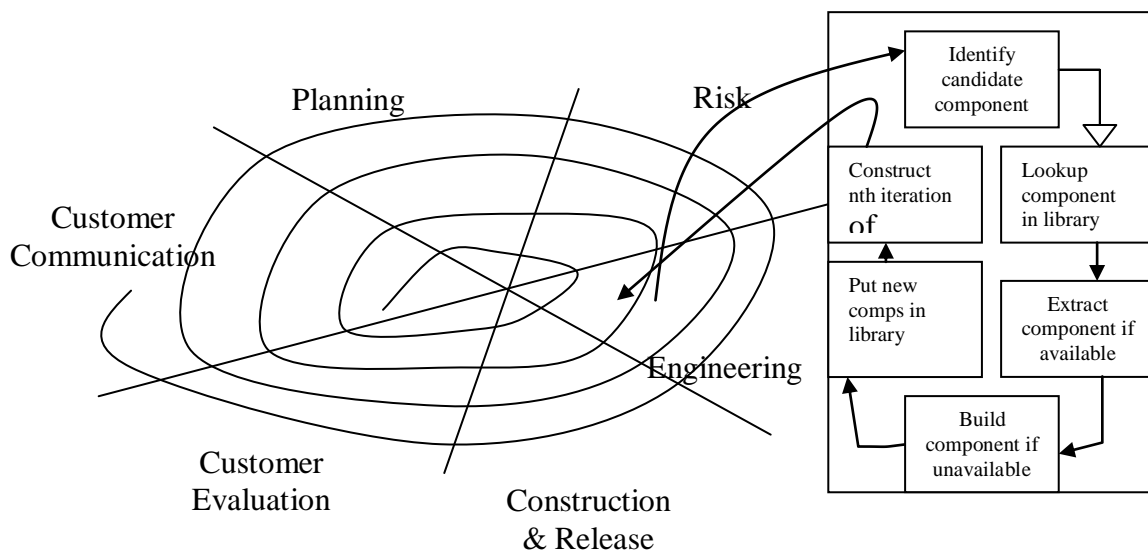 Planning
Risk
Customer
Communication
Engineering
Customer
Evaluation
Construction
& Release
Identify
candidate
component
Lookup
component
in library
Extract
component if
available
Build
component if
unavailable
Put new
comps in
library
Construct
nth iteration
of